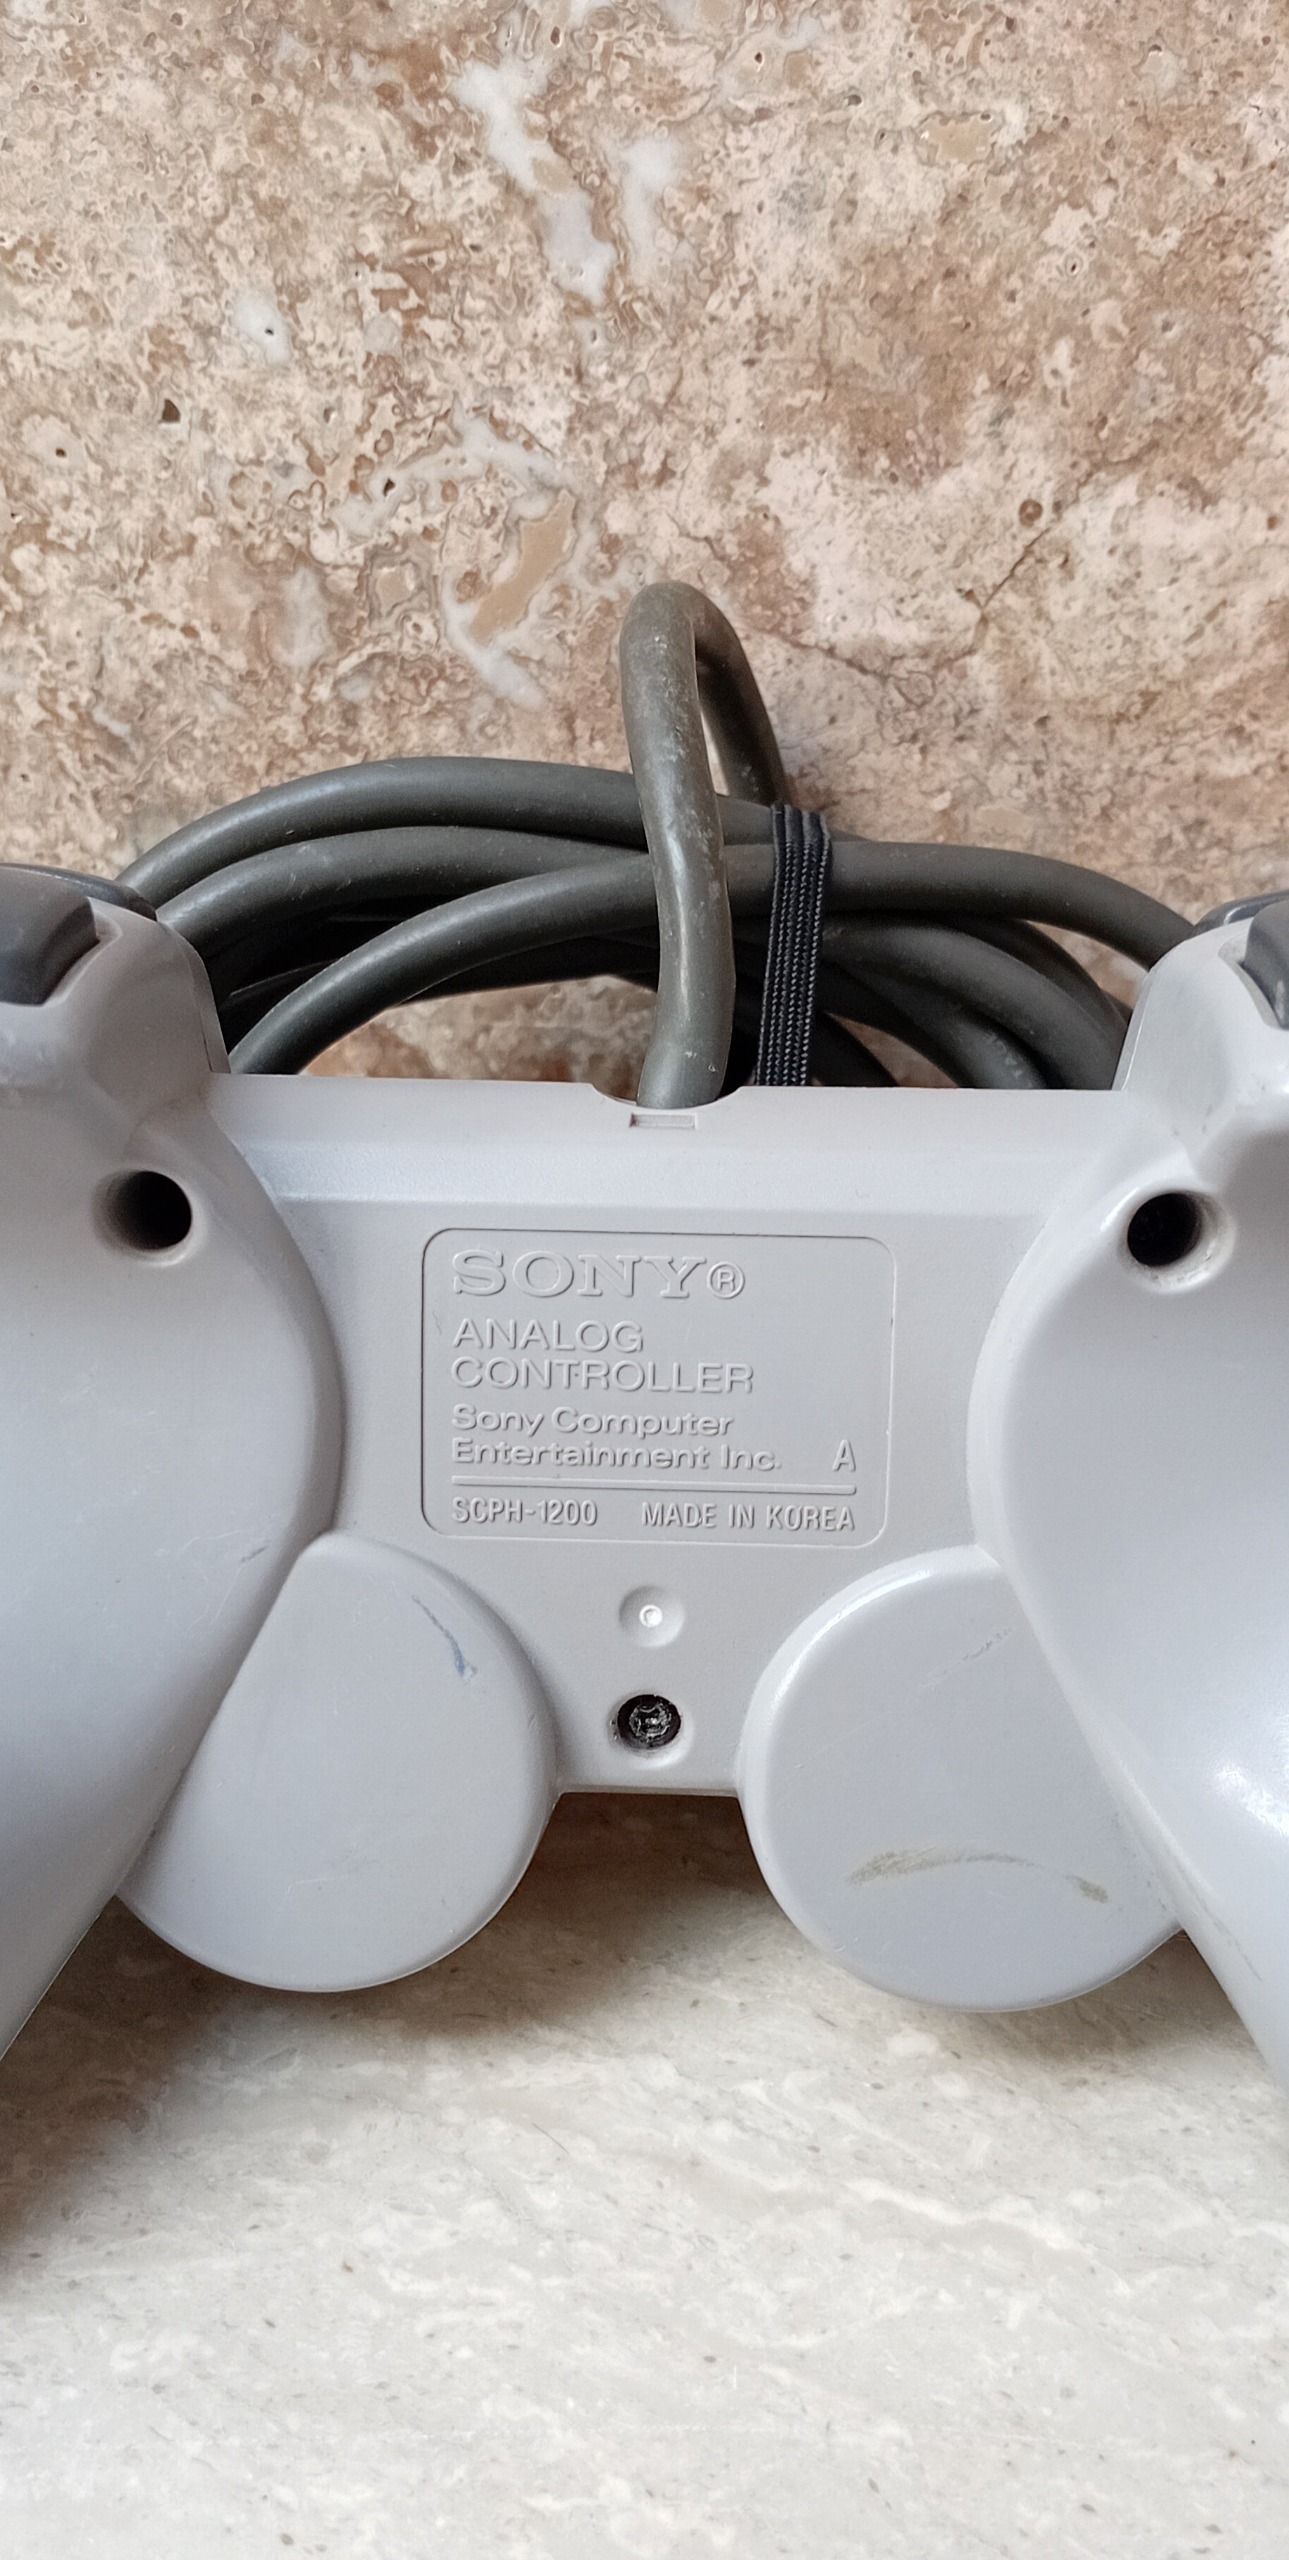 SONY®
ANALOG
CONTROLLER
Sony Computer
Entertainment Inc. A
SCPH-1200 MADE IN KOREA